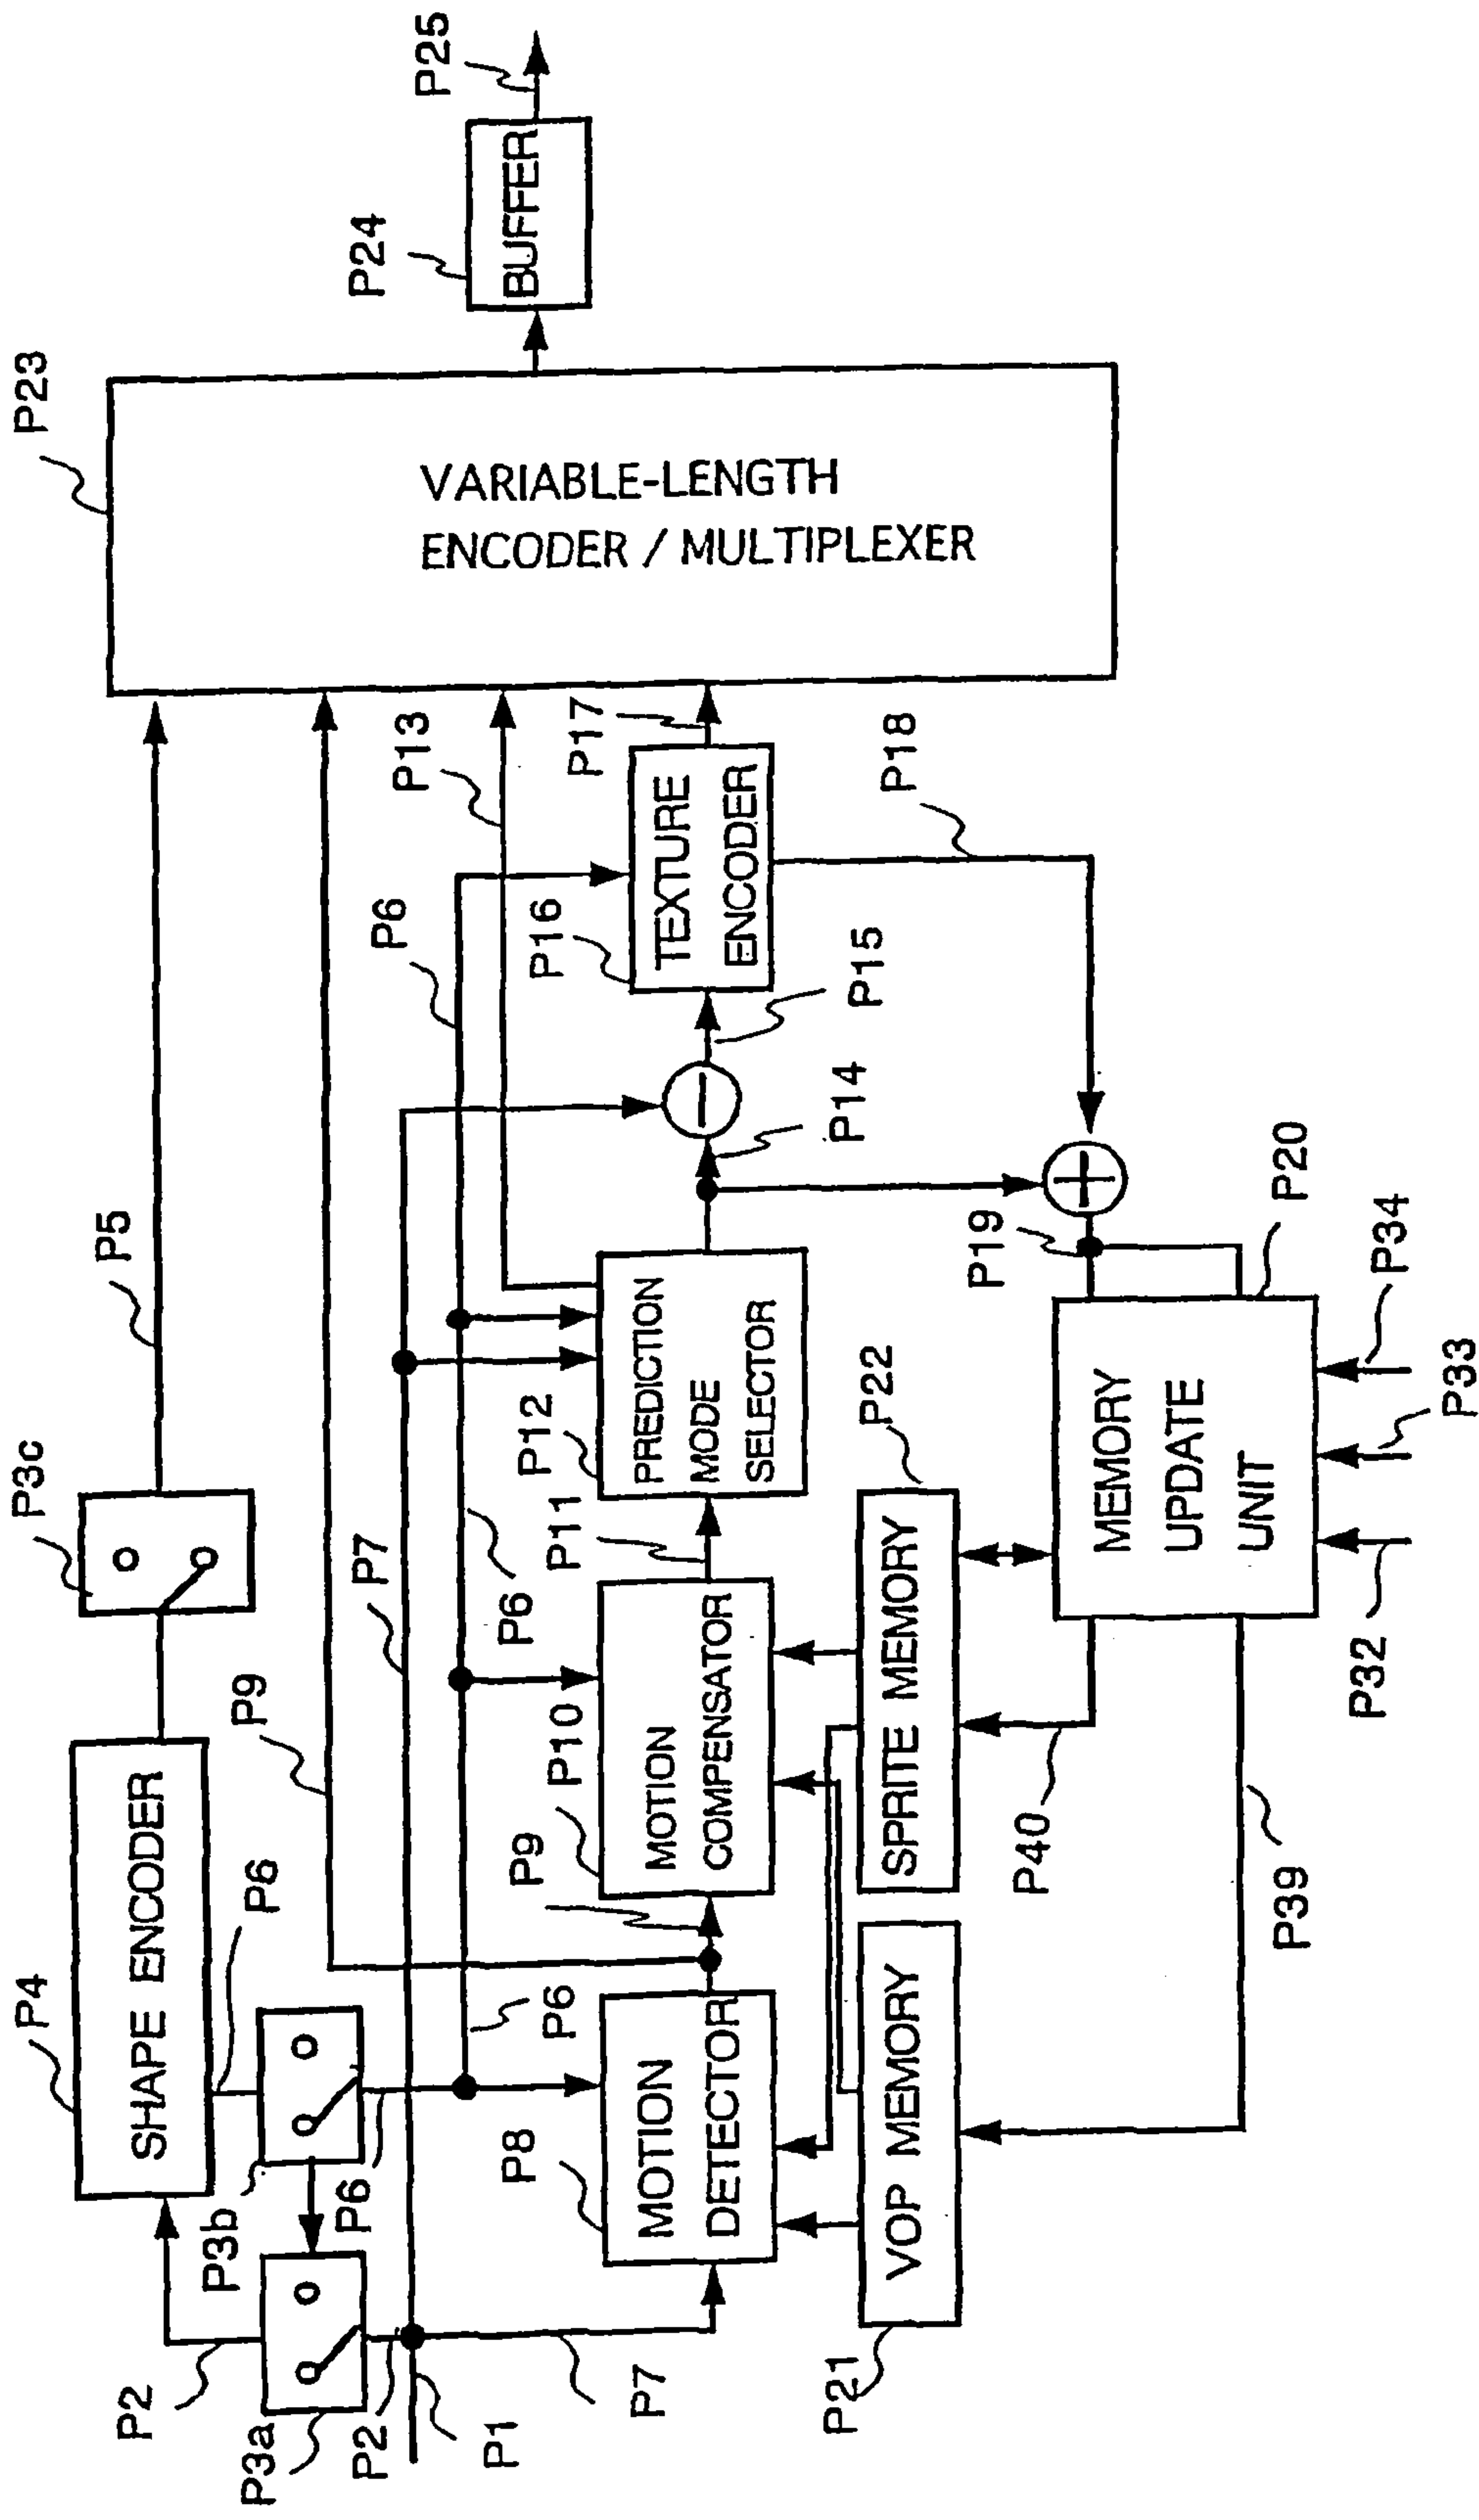 P3c
P5
P23
P4
SHAPE ENCODER
P9
P6
P2
P3b
P3a
P6
P2
P1
P7
P7
P6
P13
VARIABLE-LENGTH
ENCODER / MULTIPLEXER
P24
BUFFER
P25
P6
P6
P8
MOTION
DETECTOR
P9
P10
MOTION
COMPENSATOR
P11
P12
PREDICTION
MODE
SELECTOR
P14
P15
P16
TEXTURE
ENCODER
P17
P18
P21
VOP MEMORY
SPRITE MEMORY
P22
P19
P20
P40
MEMORY
UPDATE
UNIT
P39
P32
P33
P34